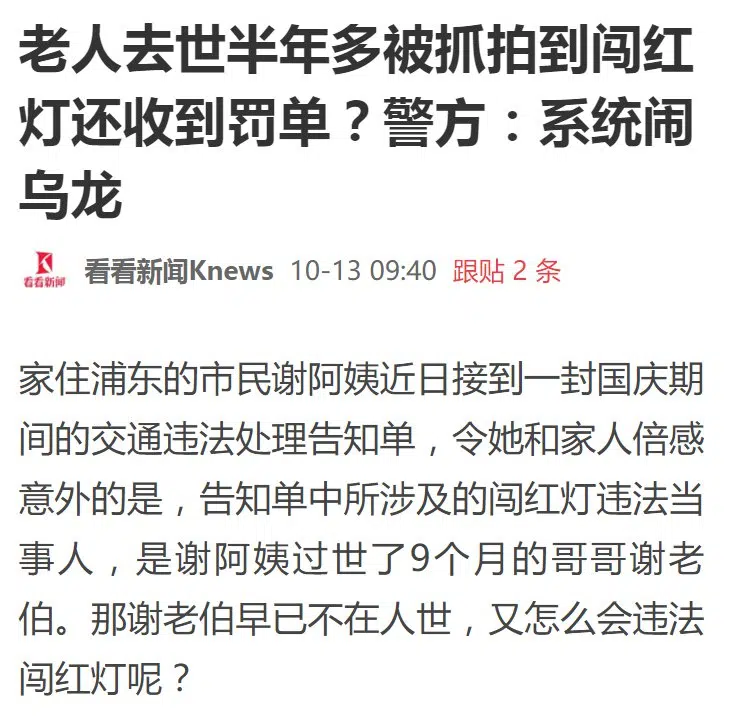 老人去世半年多被抓拍到闯红
灯还收到罚单？警方：系统闹
乌龙
看看新闻
看看新闻Knews 10-13 09:40 跟贴 2 条
家住浦东的市民谢阿姨近日接到一封国庆期
间的交通违法处理告知单，令她和家人倍感
意外的是，告知单中所涉及的闯红灯违法当
事人，是谢阿姨过世了9个月的哥哥谢老
伯。那谢老伯早已不在人世，又怎么会违法
闯红灯呢？